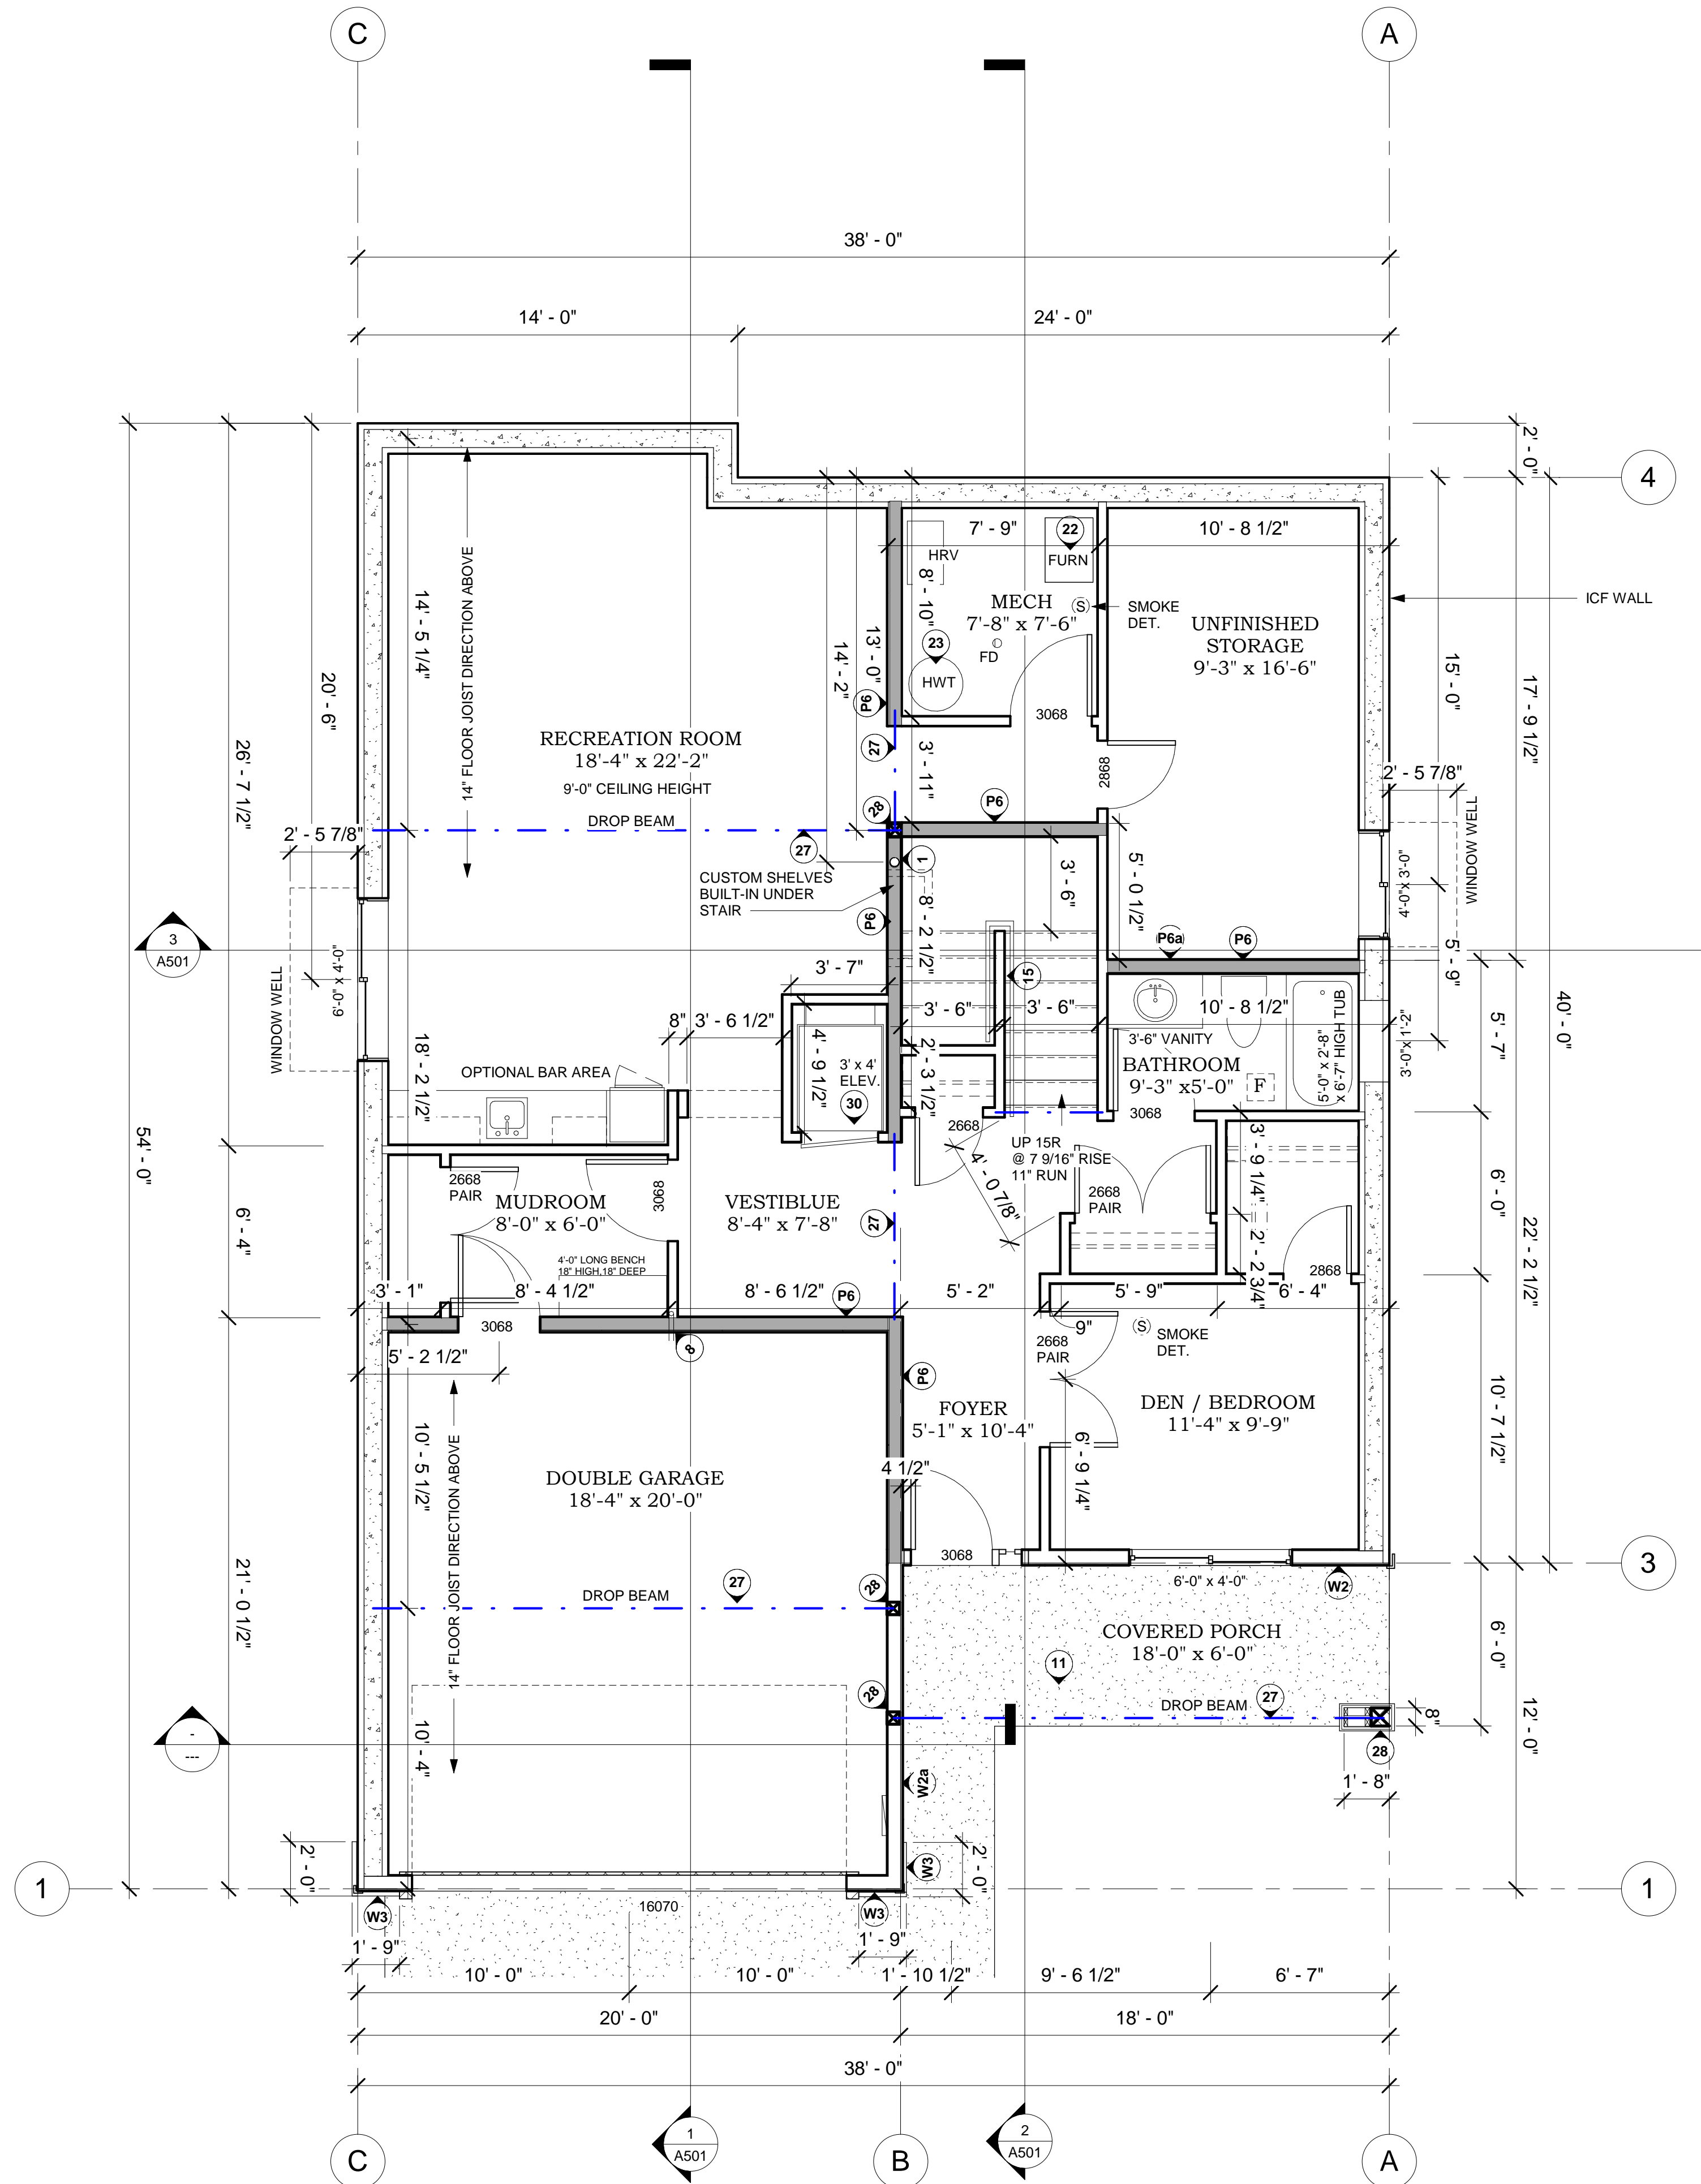 C
A
38' - 0"
14' - 0"
24' - 0"
2' - 0"
4
7' - 9"
22
10' - 8 1/2"
HRV
FURN
8' - 10"
MECH
7'-8" x 7'-6"
S
SMOKE
DET.
ICF WALL
UNFINISHED
STORAGE
9'-3" x 16'-6"
FD
23
HWT
14' - 5 1/4"
14" FLOOR JOIST DIRECTION ABOVE
13' - 0"
14' - 2"
15' - 0"
17' - 9 1/2"
20' - 6"
P6
3068
RECREATION ROOM
18'-4" x 22'-2"
9'-0" CEILING HEIGHT
27
3' - 11"
2868
2' - 5 7/8"
26' - 7 1/2"
DROP BEAM
28
P6
2' - 5 7/8"
WINDOW WELL
27
1
CUSTOM SHELVES
BUILT-IN UNDER
STAIR
3' - 6"
5' - 0 1/2"
4'-0"x 3'-0"
P6
8' - 2 1/2"
P6a
P6
3
A501
5' - 9"
40' - 0"
3' - 7"
15
6'-0"x 4'-0"
WINDOW WELL
3' - 6"
3' - 6"
10' - 8 1/2"
8"
3' - 6 1/2"
4' - 9 1/2"
3'-6" VANITY
5'-0" x 2'-8"
x 6'-7" HIGH TUB
3'-0"x 1'-2"
5' - 7"
18' - 2 1/2"
OPTIONAL BAR AREA
3' x 4'
ELEV.
30
2' - 3 1/2"
BATHROOM
9'-3" x5'-0"
F
3068
54' - 0"
2668
UP 15R
@ 7 9/16" RISE
11" RUN
4' - 0 7/8"
3' - 9 1/4"
2668
PAIR
MUDROOM
8'-0" x 6'-0"
3068
VESTIBLUE
8'-4" x 7'-8"
27
2668
PAIR
6' - 0"
22' - 2 1/2"
6' - 4"
4'-0" LONG BENCH
18" HIGH,18" DEEP
2' - 2 3/4"
2868
3' - 1"
8' - 4 1/2"
8' - 6 1/2"
P6
5' - 2"
5' - 9"
6' - 4"
3068
8
9"
2668
PAIR
S
SMOKE
DET.
5' - 2 1/2"
P6
DEN / BEDROOM
11'-4" x 9'-9"
FOYER
5'-1" x 10'-4"
10' - 7 1/2"
10' - 5 1/2"
14" FLOOR JOIST DIRECTION ABOVE
DOUBLE GARAGE
18'-4" x 20'-0"
4 1/2"
6' - 9 1/4"
3068
3
21' - 0 1/2"
6'-0" x 4'-0"
W2
DROP BEAM
27
28
COVERED PORCH
18'-0" x 6'-0"
11
6' - 0"
28
DROP BEAM
27
8"
12' - 0"
-
---
10' - 4"
28
W2a
1' - 8"
2' - 0"
W3
2' - 0"
1
1
W3
16070
W3
1' - 9"
1' - 9"
10' - 0"
10' - 0"
1' - 10 1/2"
9' - 6 1/2"
6' - 7"
20' - 0"
18' - 0"
38' - 0"
1
A501
2
A501
C
B
A